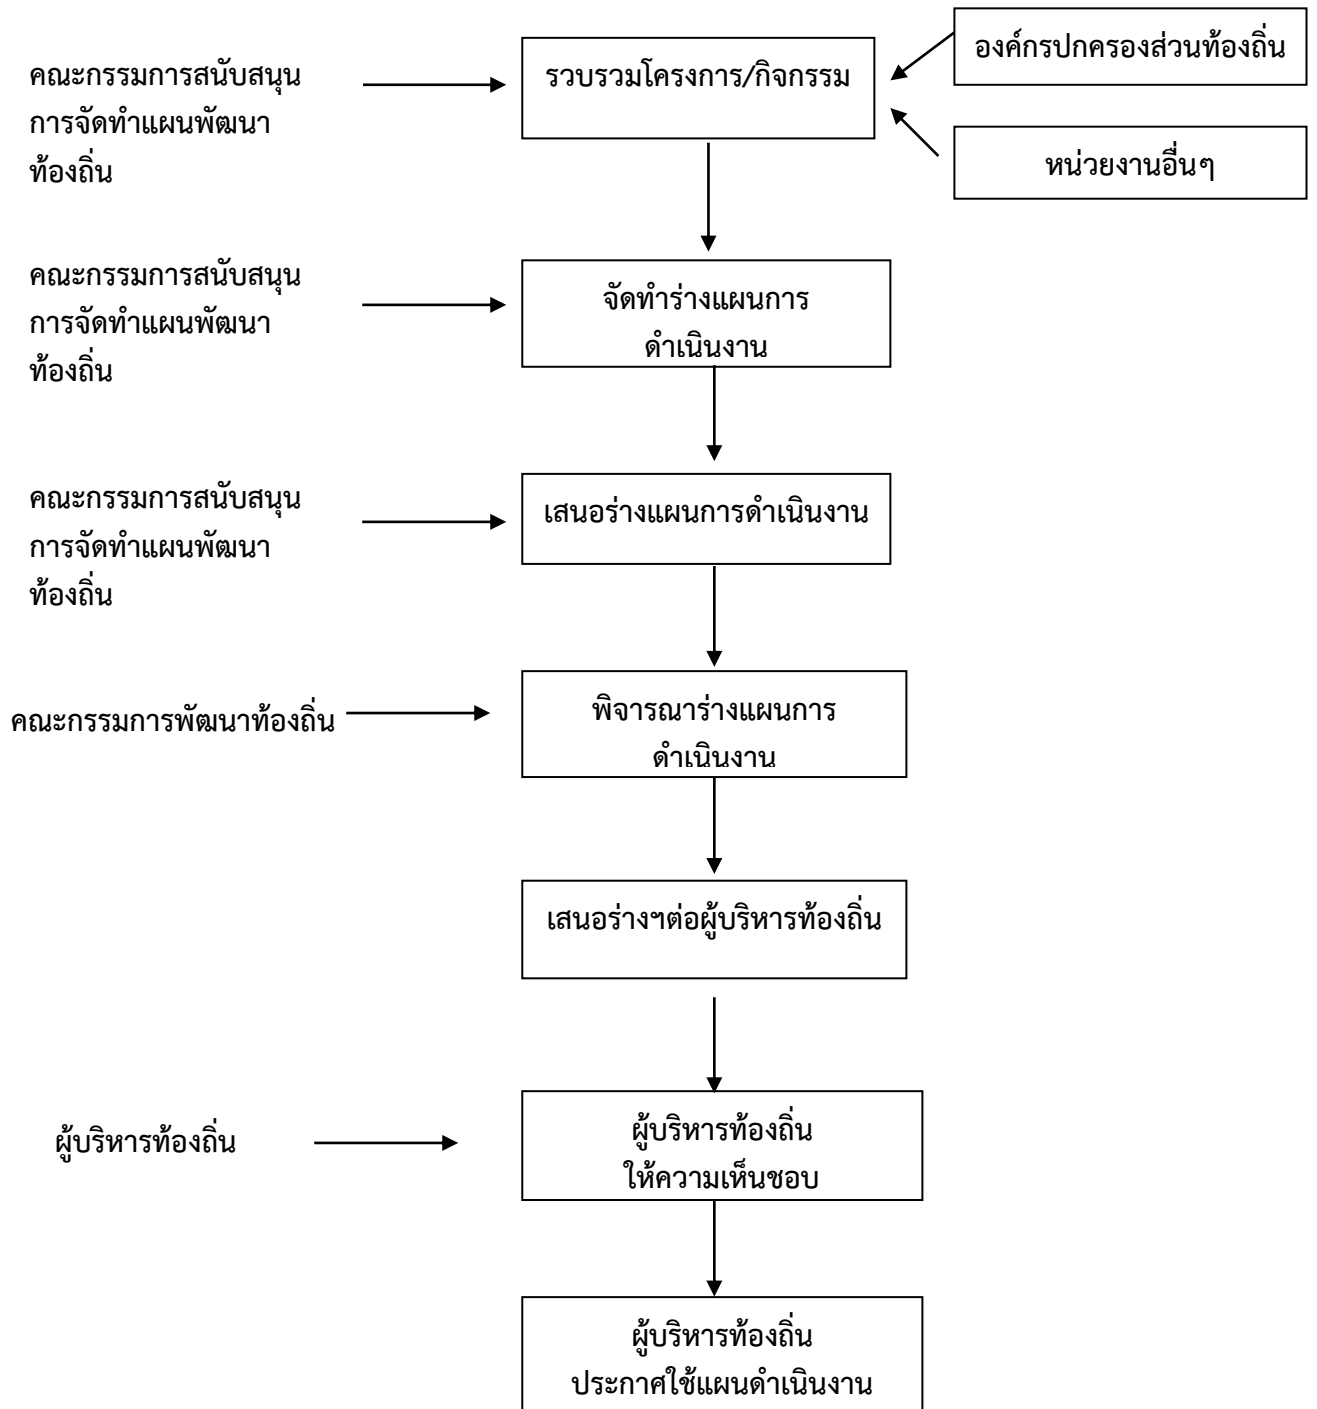 องค์กรปกครองส่วนท้องถิ่น
คณะกรรมการสนับสนุน
การจัดทำแผนพัฒนา
ท้องถิ่น
รวบรวมโครงการ/กิจกรรม
หน่วยงานอื่นๆ
คณะกรรมการสนับสนุน
การจัดทำแผนพัฒนา
ท้องถิ่น
จัดทำร่างแผนการ
ดำเนินงาน
คณะกรรมการสนับสนุน
การจัดทำแผนพัฒนา
ท้องถิ่น
เสนอร่างแผนการดำเนินงาน
คณะกรรมการพัฒนาท้องถิ่น
พิจารณาร่างแผนการ
ดำเนินงาน
เสนอร่างฯต่อผู้บริหารท้องถิ่น
ผู้บริหารท้องถิ่น
ผู้บริหารท้องถิ่น
ให้ความเห็นชอบ
ผู้บริหารท้องถิ่น
ประกาศใช้แผนดำเนินงาน